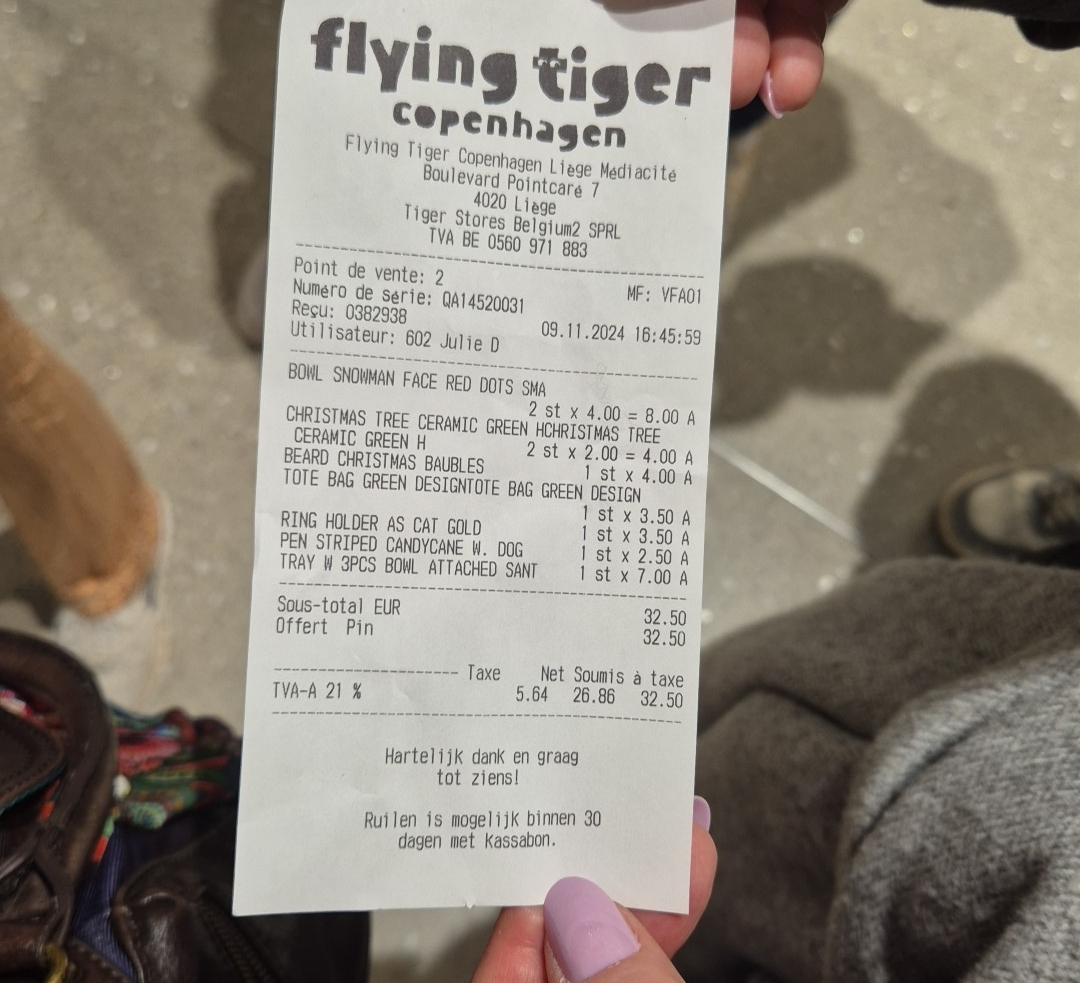 flying tiger
copenhagen
Flying Tiger Copenhagen Liège Médiacité
Boulevard Pointcaré 7
4020 Liège
Tiger Stores Belgium2 SPRL
TVA BE 0560 971 883
Point de vente: 2 MF: VFA01
Numéro de série: QA14520031
Reçu: 0382938 09.11.2024 16:45:59
Utilisateur: 602 Julie D
BOWL SNOWMAN FACE RED DOTS SMA
2 st x 4.00 = 8.00 A
CHRISTMAS TREE CERAMIC GREEN HCHRISTMAS TREE
CERAMIC GREEN H 2 st x 2.00 = 4.00 A
BEARD CHRISTMAS BAUBLES 1 st x 4.00 A
TOTE BAG GREEN DESIGNTOTE BAG GREEN DESIGN
1 st x 3.50 A
RING HOLDER AS CAT GOLD 1 st x 3.50 A
PEN STRIPED CANDYCANE W. DOG 1 st x 2.50 A
TRAY W 3PCS BOWL ATTACHED SANT 1 st x 7.00 A
Sous-total EUR 32.50
Offert Pin 32.50
-------------------- Taxe Net Soumis à taxe
TVA-A 21 % 5.64 26.86 32.50
Hartelijk dank en graag
tot ziens!
Ruilen is mogelijk binnen 30
dagen met kassabon.